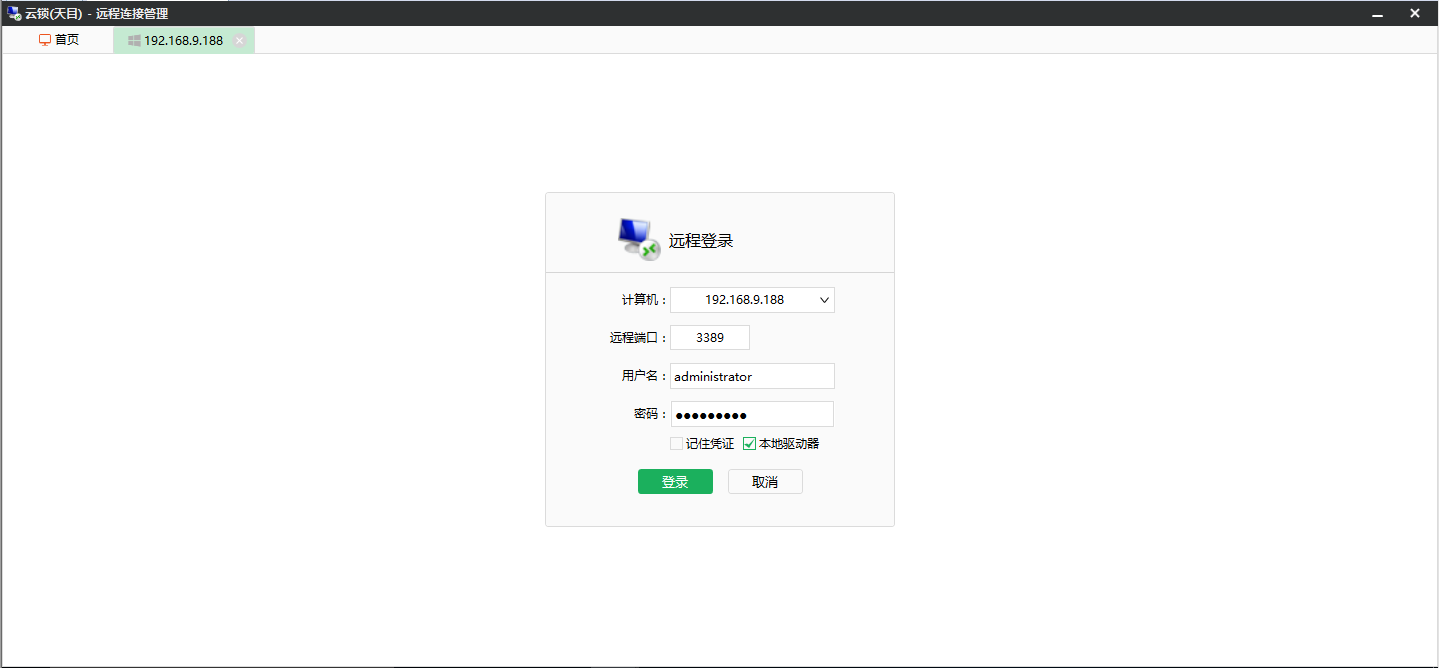 云锁(天目) - 远程连接管理
首页
192.168.9.188
远程登录
计算机：
192.168.9.188
远程端口：
3389
用户名：
administrator
密码：
●●●●●●●●●
记住凭证
本地驱动器
登录
取消